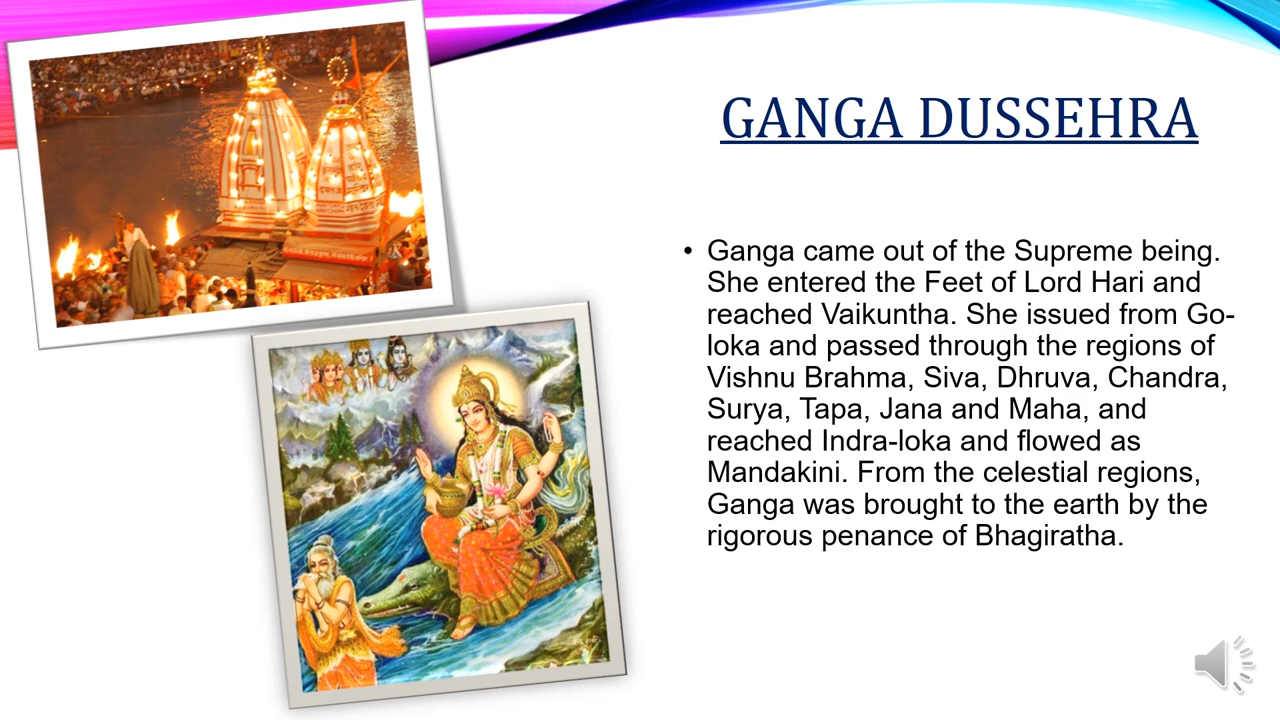 GANGA DUSSEHRA
• Ganga came out of the Supreme being.
She entered the Feet of Lord Hari and
reached Vaikuntha. She issued from Go-
loka and passed through the regions of
Vishnu Brahma, Siva, Dhruva, Chandra,
Surya, Tapa, Jana and Maha, and
reached Indra-loka and flowed as
Mandakini. From the celestial regions,
Ganga was brought to the earth by the
rigorous penance of Bhagiratha.